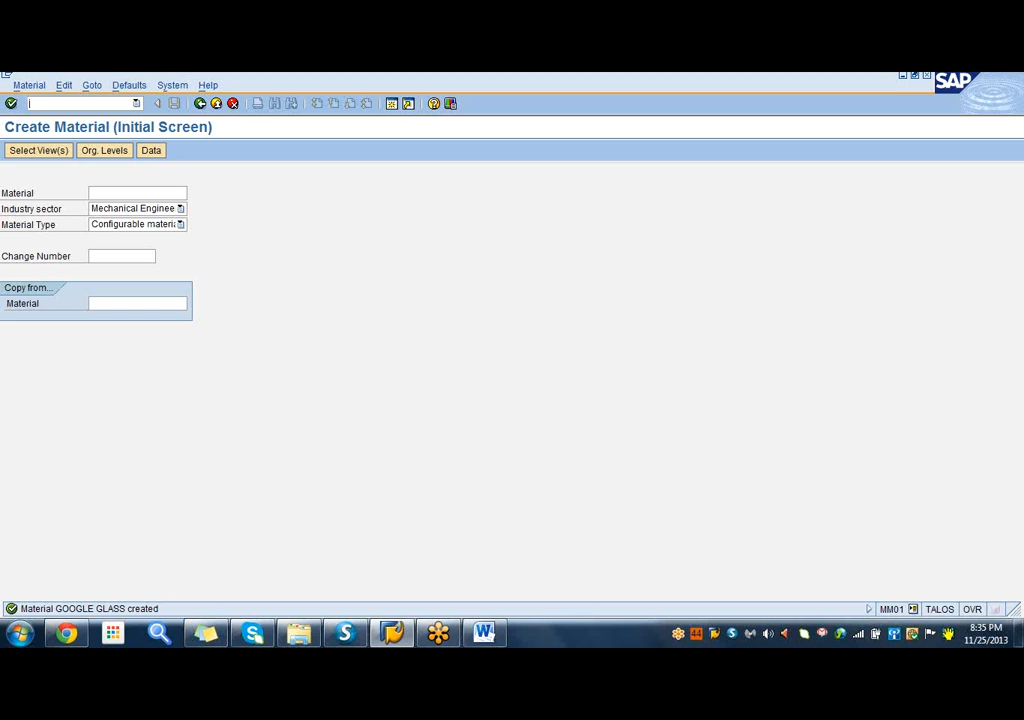 Material Edit Goto Defaults System Help
SAP
Create Material (Initial Screen)
Select View(s) Org. Levels Data
Material
Industry sector Mechanical Enginee
Material Type Configurable materi
Change Number
Copy from...
Material
Material GOOGLE GLASS created MM01 TALOS OVR
44
8:35 PM
11/25/2013